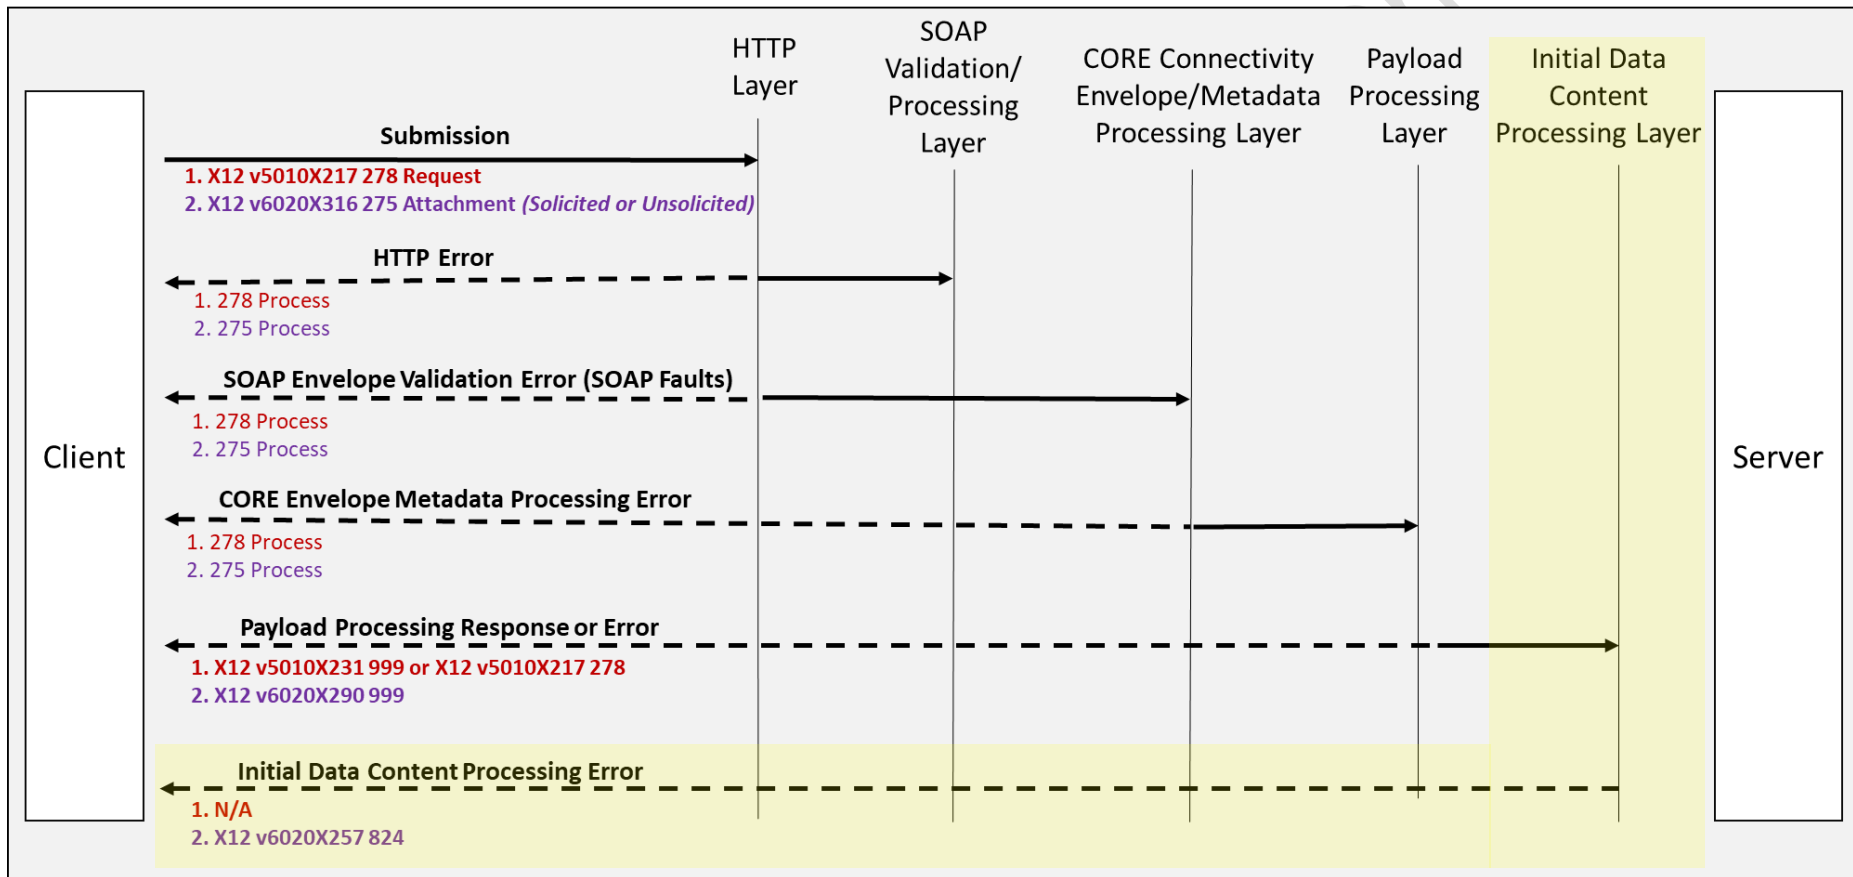 HTTP
Layer
SOAP
Validation/
Processing
Layer
CORE Connectivity
Envelope/Metadata
Processing Layer
Payload
Processing
Layer
Initial Data
Content
Processing Layer
Client
Server
Submission
1. X12 v5010X217 278 Request
2. X12 v6020X316 275 Attachment (Solicited or Unsolicited)
HTTP Error
1. 278 Process
2. 275 Process
SOAP Envelope Validation Error (SOAP Faults)
1. 278 Process
2. 275 Process
CORE Envelope Metadata Processing Error
1. 278 Process
2. 275 Process
Payload Processing Response or Error
1. X12 v5010X231 999 or X12 v5010X217 278
2. X12 v6020X290 999
Initial Data Content Processing Error
1. N/A
2. X12 v6020X257 824